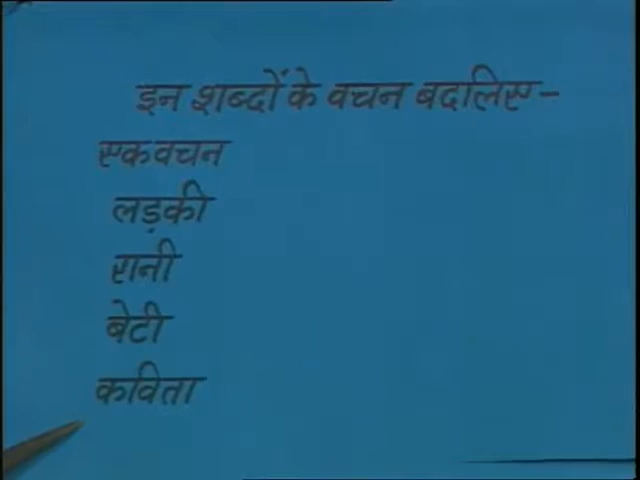 इन शब्दों के वचन बदलिए –
एकवचन
लड़की
रानी
बेटी
कविता